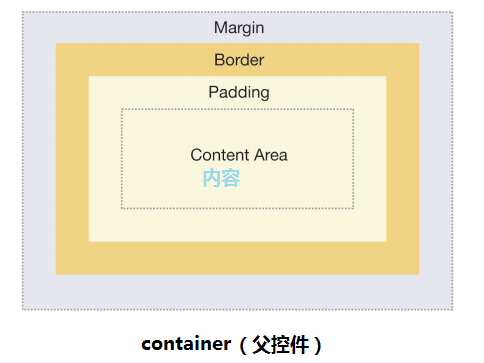 Margin
Border
Padding
Content Area
内容
container（父控件）